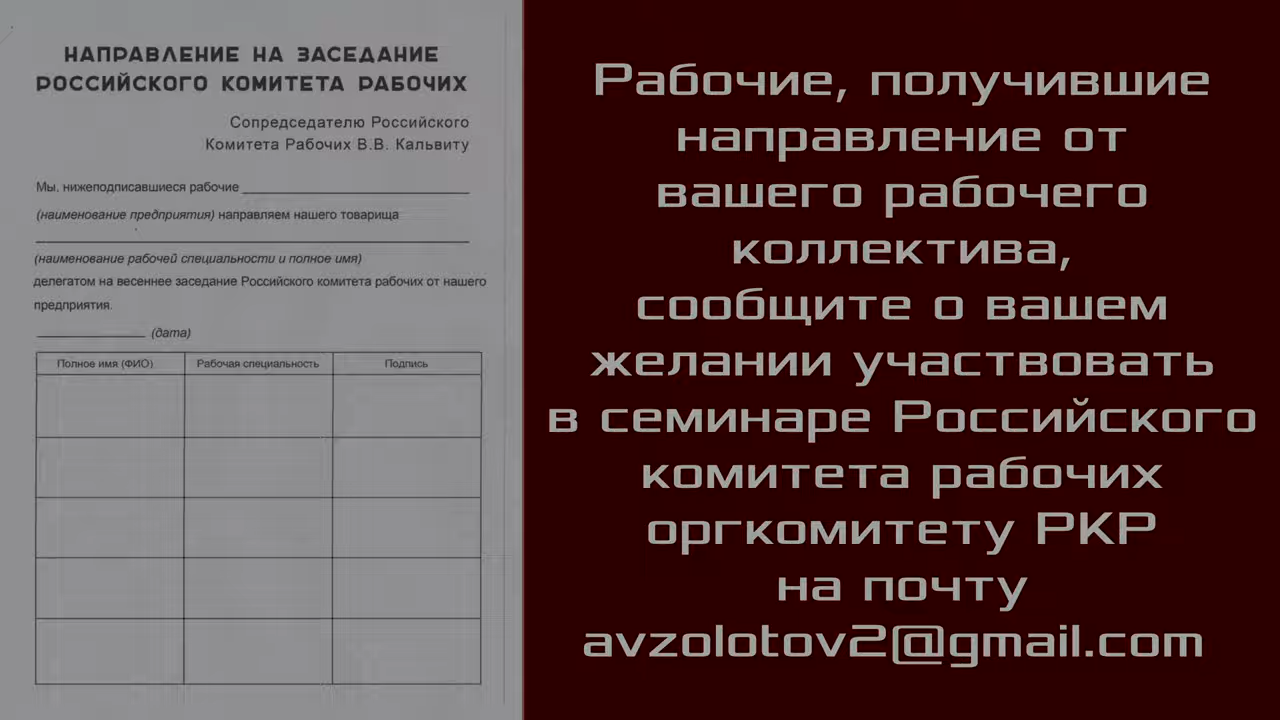 НАПРАВЛЕНИЕ НА ЗАСЕДАНИЕ
РОССИЙСКОГО КОМИТЕТА РАБОЧИХ
Сопредседателю Российского
Комитета Рабочих В.В. Кальвиту
Мы, нижеподписавшиеся рабочие
(наименование предприятия) направляем нашего товарища
(наименование рабочей специальности и полное имя)
делегатом на весеннее заседание Российского комитета рабочих от нашего
предприятия.
(дата)
Полное имя (ФИО) Рабочая специальность Подпись
Рабочие, получившие
направление от
вашего рабочего
коллектива,
сообщите о вашем
желании участвовать
в семинаре Российского
комитета рабочих
оргкомитету РКР
на почту
avzolotov2@gmail.com